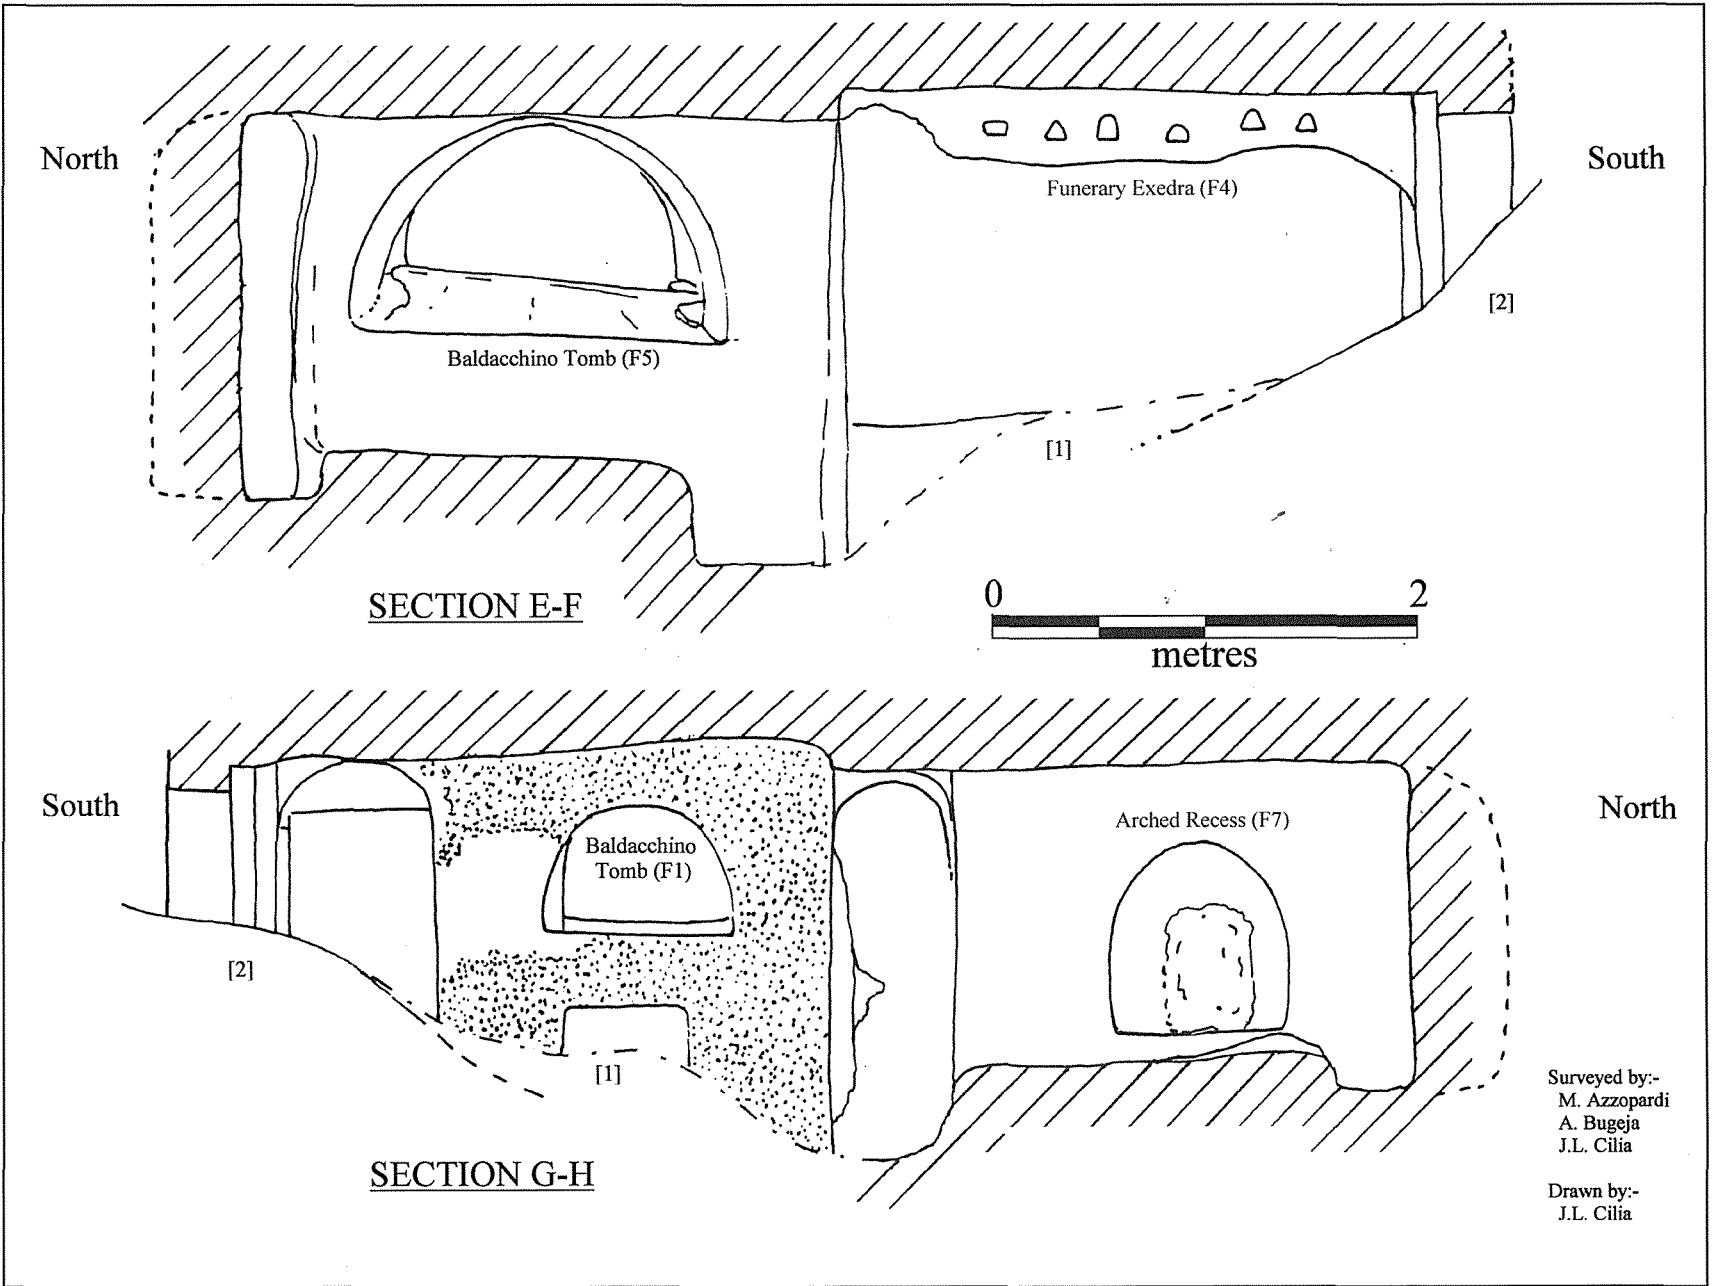 North
South
Funerary Exedra (F4)
[2]
Baldacchino Tomb (F5)
[1]
SECTION E-F
0 2
metres
South
North
Arched Recess (F7)
Baldacchino
Tomb (F1)
[2]
[1]
SECTION G-H
Surveyed by:-
M. Azzopardi
A. Bugeja
J.L. Cilia
Drawn by:-
J.L. Cilia